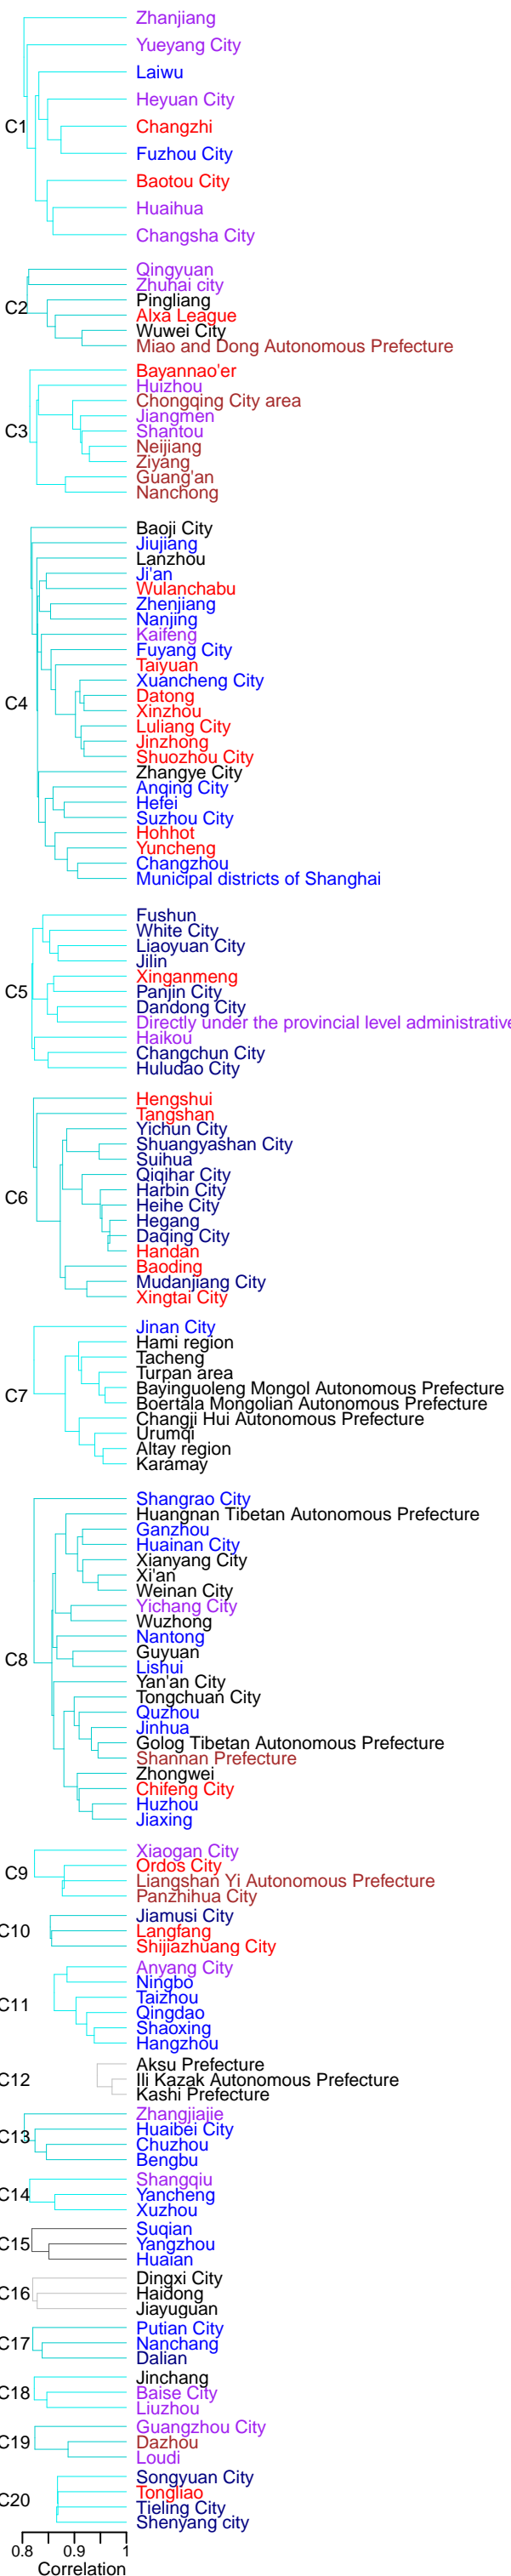 Zhanjiang
Yueyang City
Laiwu
Heyuan City
C1
Changzhi
Fuzhou City
Baotou City
Huaihua
Changsha City
Qingyuan
Zhuhai city
Pingliang
C2
Alxa League
Wuwei City
Miao and Dong Autonomous Prefecture
Bayannao'er
Huizhou
Chongqing City area
Jiangmen
C3
Shantou
Neijiang
Ziyang
Guang'an
Nanchong
Baoji City
Jiujiang
Lanzhou
Ji'an
Wulanchabu
Zhenjiang
Nanjing
Kaifeng
Fuyang City
Taiyuan
Xuancheng City
Datong
C4
Xinzhou
Luliang City
Jinzhong
Shuozhou City
Zhangye City
Anqing City
Hefei
Suzhou City
Hohhot
Yuncheng
Changzhou
Municipal districts of Shanghai
Fushun
White City
Liaoyuan City
Jilin
Xinganmeng
C5
Panjin City
Dandong City
Directly under the provincial level administrative
Haikou
Changchun City
Huludao City
Hengshui
Tangshan
Yichun City
Shuangyashan City
Suihua
Qiqihar City
C6
Harbin City
Heihe City
Hegang
Daqing City
Handan
Baoding
Mudanjiang City
Xingtai City
Jinan City
Hami region
Tacheng
Turpan area
C7
Bayinguoleng Mongol Autonomous Prefecture
Boertala Mongolian Autonomous Prefecture
Changji Hui Autonomous Prefecture
Urumqi
Altay region
Karamay
Shangrao City
Huangnan Tibetan Autonomous Prefecture
Ganzhou
Huainan City
Xianyang City
Xi'an
Weinan City
Yichang City
Wuzhong
Nantong
Guyuan
C8
Lishui
Yan'an City
Tongchuan City
Quzhou
Jinhua
Golog Tibetan Autonomous Prefecture
Shannan Prefecture
Zhongwei
Chifeng City
Huzhou
Jiaxing
Xiaogan City
Ordos City
C9
Liangshan Yi Autonomous Prefecture
Panzhihua City
Jiamusi City
C10
Langfang
Shijiazhuang City
Anyang City
Ningbo
Taizhou
C11
Qingdao
Shaoxing
Hangzhou
Aksu Prefecture
C12
Ili Kazak Autonomous Prefecture
Kashi Prefecture
Zhangjiajie
Huaibei City
C13
Chuzhou
Bengbu
Shangqiu
C14
Yancheng
Xuzhou
Suqian
C15
Yangzhou
Huaian
Dingxi City
C16
Haidong
Jiayuguan
Putian City
C17
Nanchang
Dalian
Jinchang
C18
Baise City
Liuzhou
Guangzhou City
C19
Dazhou
Loudi
Songyuan City
Tongliao
C20
Tieling City
Shenyang city
0.8 0.9 1
Correlation